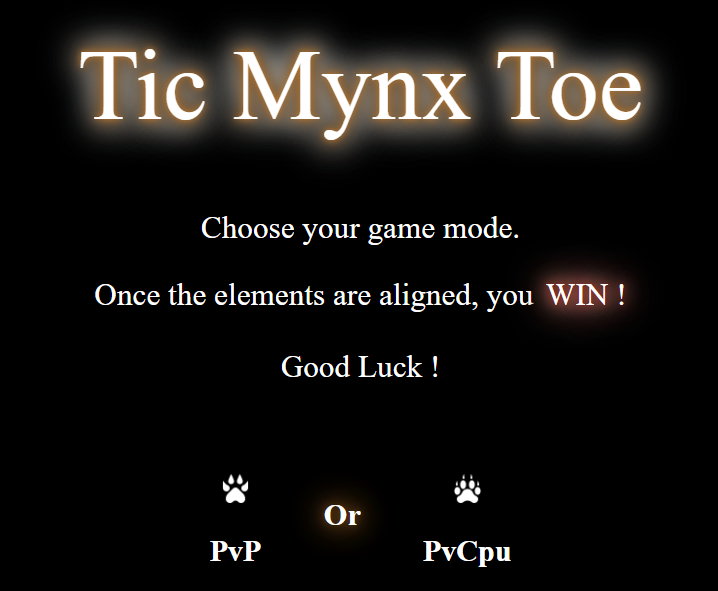 Tic Mynx Toe
Choose your game mode.
Once the elements are aligned, you WIN !
Good Luck !
Or
PvP PvCpu